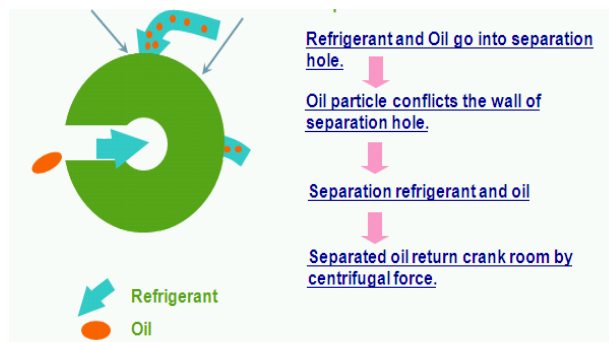 Refrigerant and Oil go into separation
hole.
Oil particle conflicts the wall of
separation hole.
Separation refrigerant and oil
Separated oil return crank room by
centrifugal force.
Refrigerant
Oil